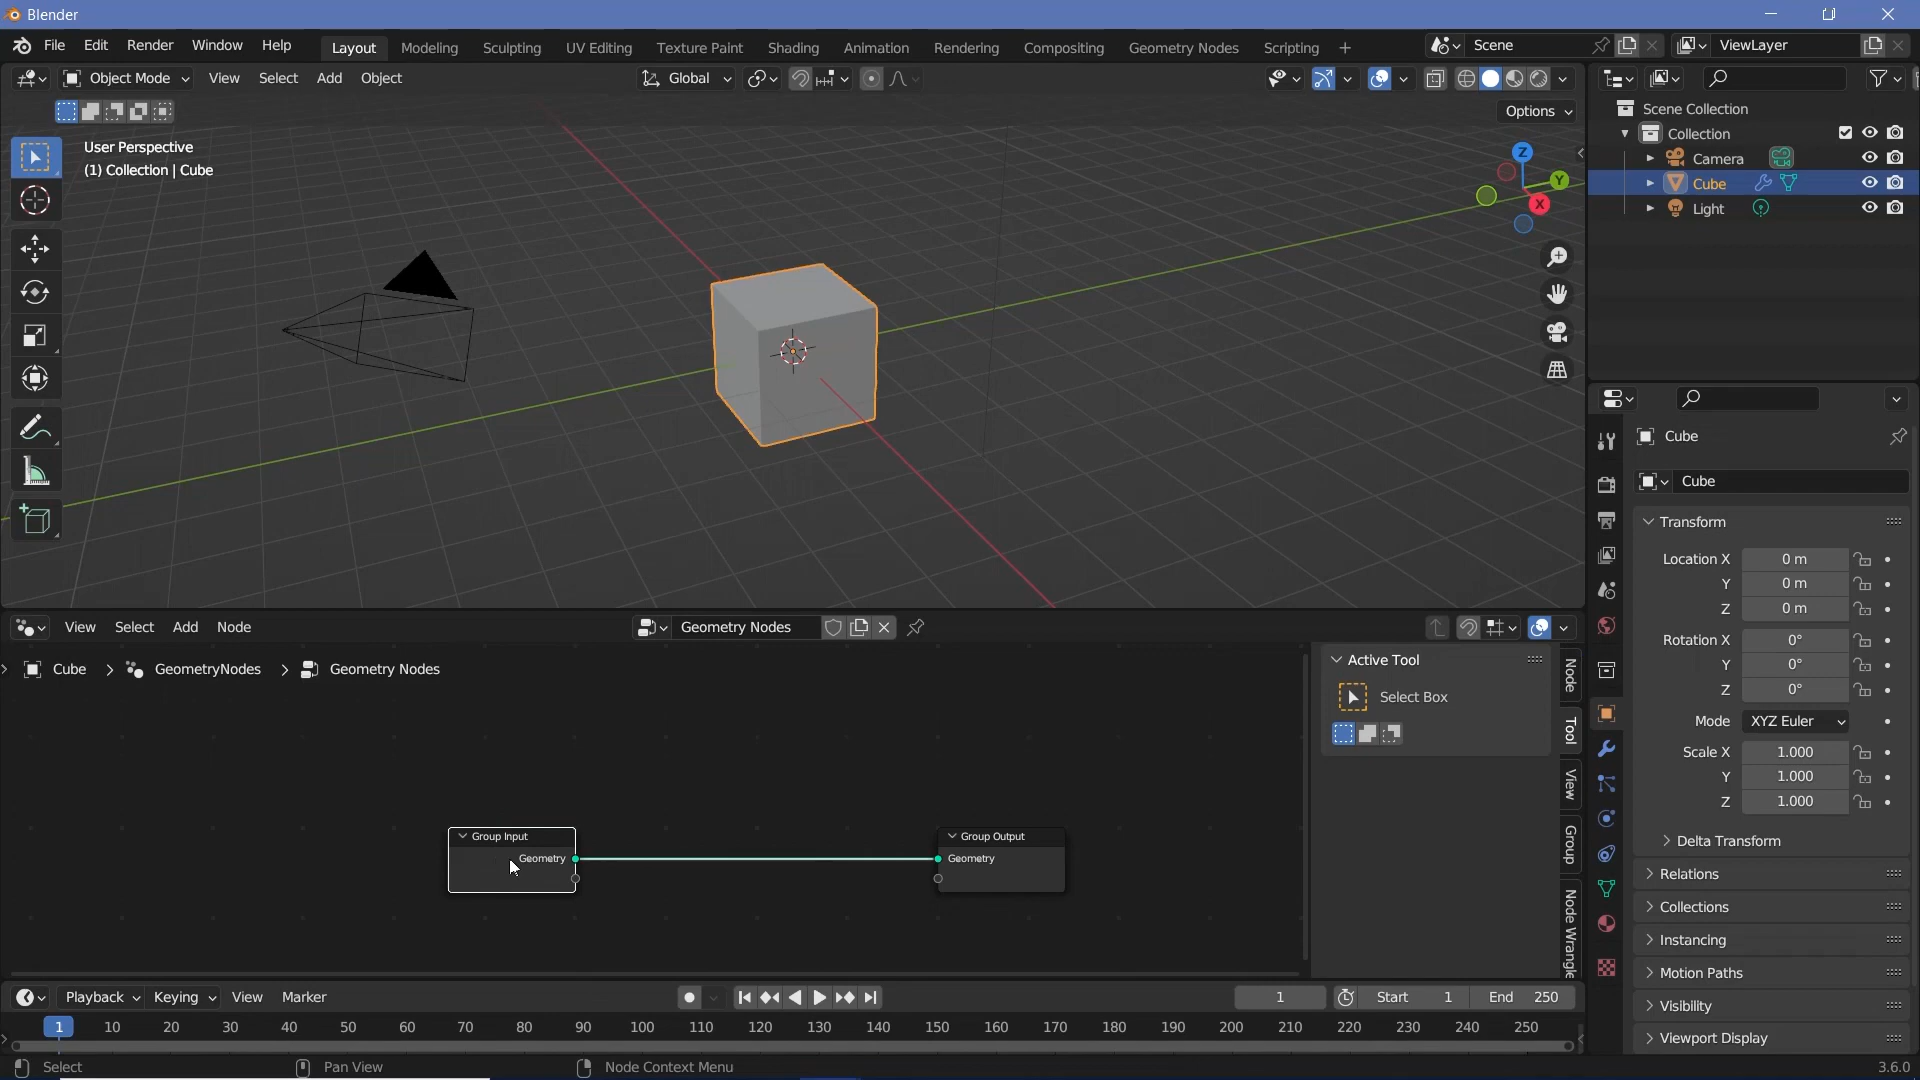 Blender
File Edit Render Window Help Layout Modeling Sculpting UV Editing Texture Paint Shading Animation Rendering Compositing Geometry Nodes Scripting + Scene ViewLayer
Object Mode View Select Add Object Global
Options
User Perspective
(1) Collection | Cube
Z
Y
X
Scene Collection
Collection
Camera
Cube
Light
Cube
Cube
Transform
Location X 0 m
Y 0 m
Z 0 m
Rotation X 0°
Y 0°
Z 0°
Mode XYZ Euler
Scale X 1.000
Y 1.000
Z 1.000
Delta Transform
Relations
Collections
Instancing
Motion Paths
Visibility
Viewport Display
View Select Add Node Geometry Nodes
Cube > GeometryNodes > Geometry Nodes
Group Input
Geometry
Group Output
Geometry
Active Tool
Select Box
Node
Tool
View
Group
Node Wrangle
Playback Keying View Marker 1 Start 1 End 250
1 10 20 30 40 50 60 70 80 90 100 110 120 130 140 150 160 170 180 190 200 210 220 230 240 250
Select Pan View Node Context Menu 3.6.0